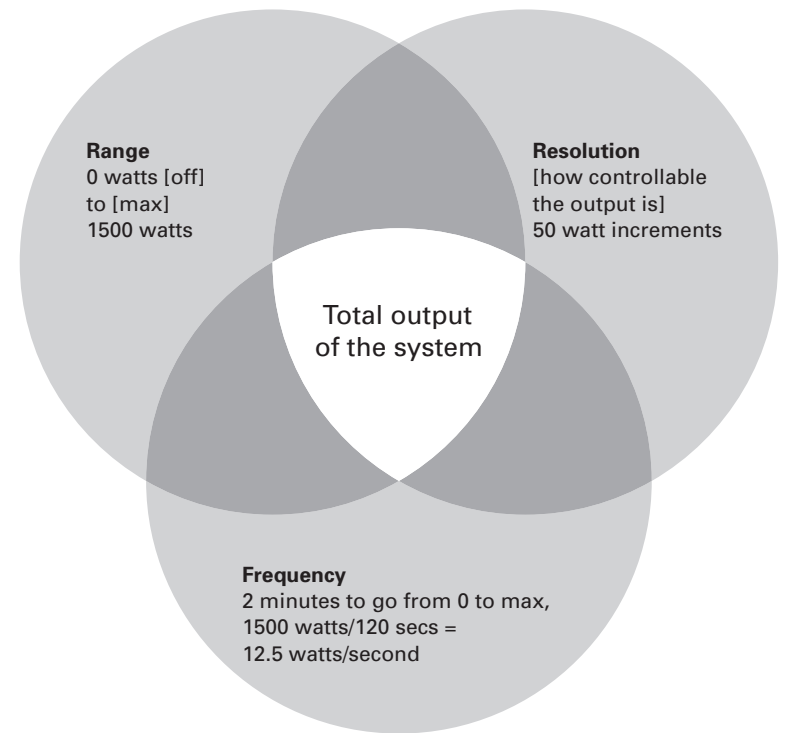 Range
0 watts [off]
to [max]
1500 watts
Resolution
[how controllable
the output is]
50 watt increments
Total output
of the system
Frequency
2 minutes to go from 0 to max,
1500 watts/120 secs =
12.5 watts/second